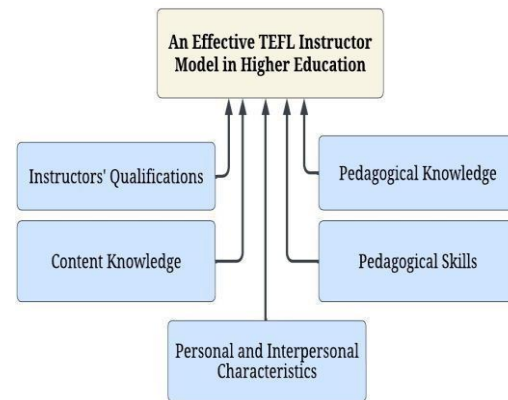 An Effective TEFL Instructor
Model in Higher Education
Instructors' Qualifications
Pedagogical Knowledge
Content Knowledge
Pedagogical Skills
Personal and Interpersonal
Characteristics